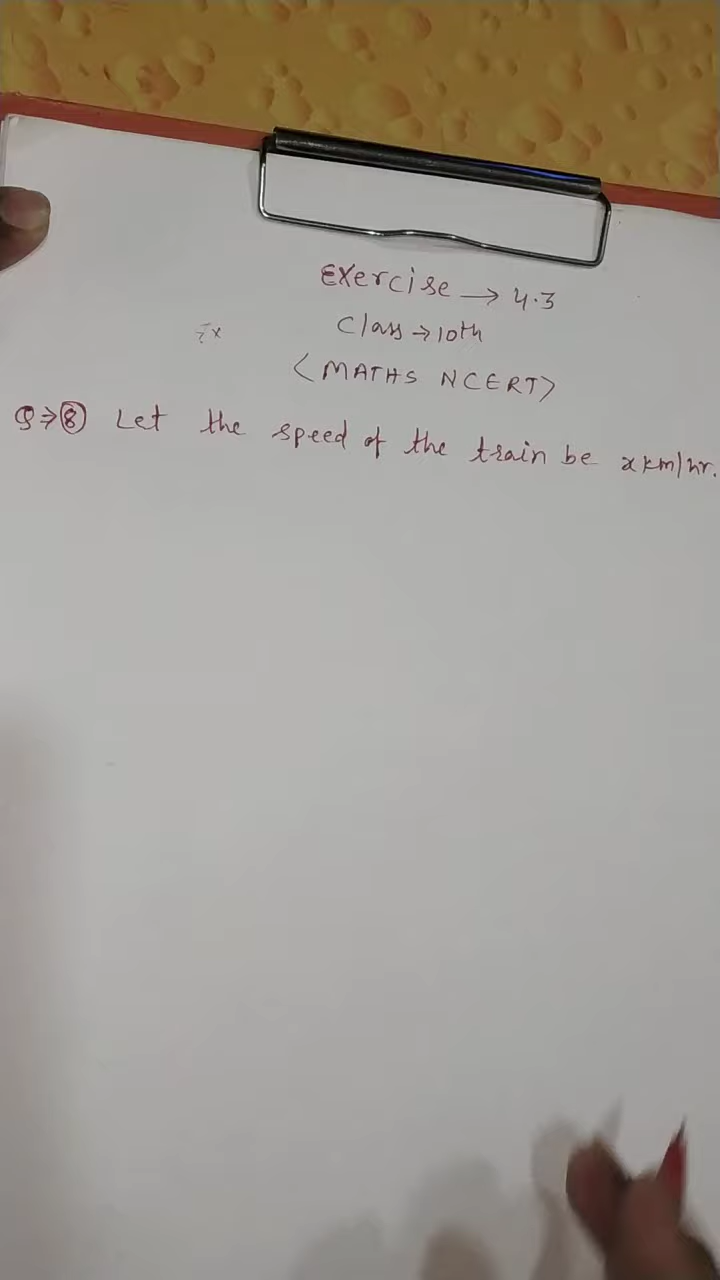 Exercise → 4.3
Class → 10th
<MATHS NCERT>
Q→⑧ Let the speed of the train be x km/hr.